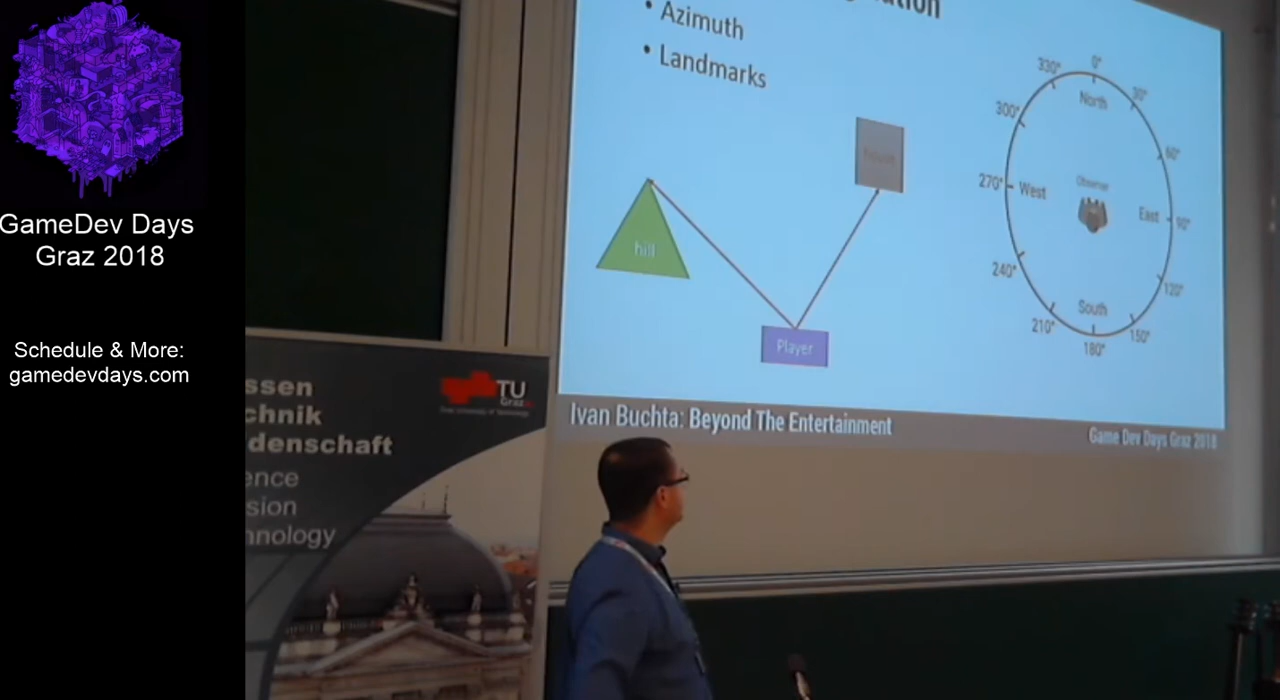 GameDev Days
Graz 2018
Schedule & More:
gamedevdays.com
• Azimuth
• Landmarks
hill
Player
0°
30°
60°
90°
120°
150°
180°
210°
240°
270°
300°
330°
North
West
Observer
East
South
Ivan Buchta: Beyond The Entertainment
Game Dev Days Graz 2018
ssen
chnik
denschaft
ence
sion
hnology
TU
Graz